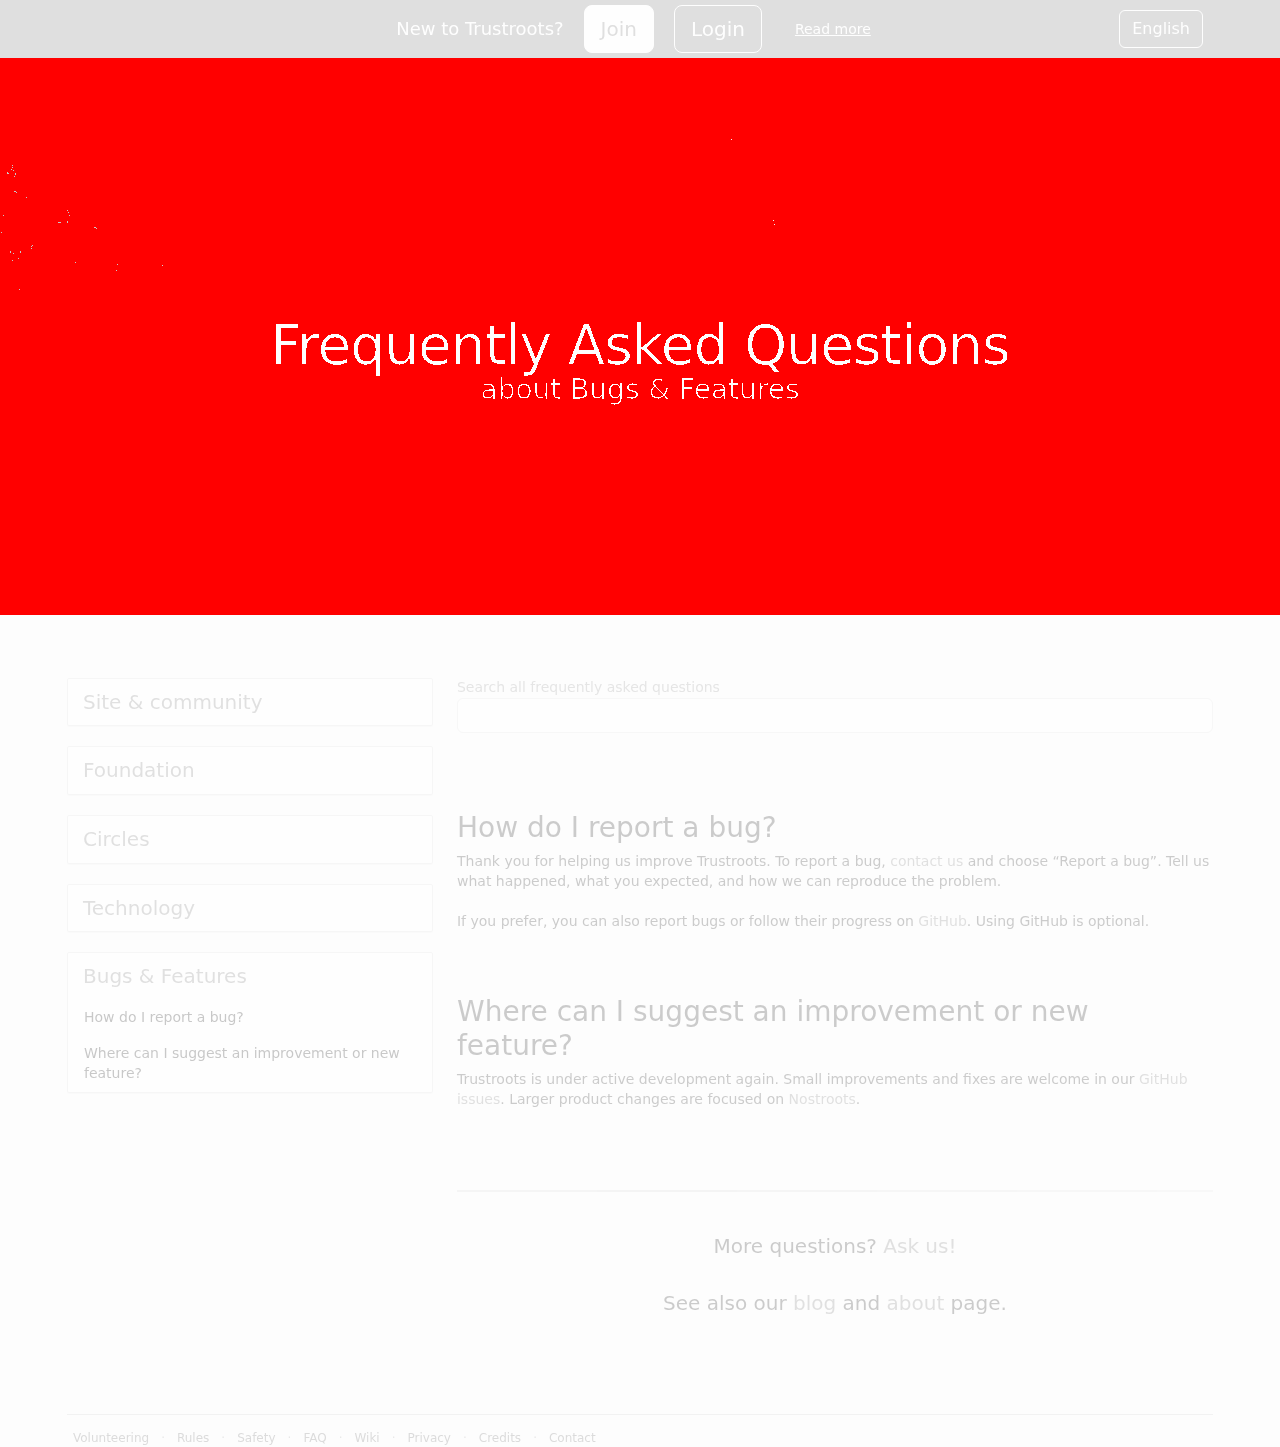 New to Trustroots? Join Login Read more English
Frequently Asked Questions
about Bugs & Features
Site & community
Foundation
Circles
Technology
Bugs & Features
How do I report a bug?
Where can I suggest an improvement or new
feature?
Search all frequently asked questions
How do I report a bug?
Thank you for helping us improve Trustroots. To report a bug, contact us and choose “Report a bug”. Tell us
what happened, what you expected, and how we can reproduce the problem.
If you prefer, you can also report bugs or follow their progress on GitHub. Using GitHub is optional.
Where can I suggest an improvement or new
feature?
Trustroots is under active development again. Small improvements and fixes are welcome in our GitHub
issues. Larger product changes are focused on Nostroots.
More questions? Ask us!
See also our blog and about page.
Volunteering · Rules · Safety · FAQ · Wiki · Privacy · Credits · Contact